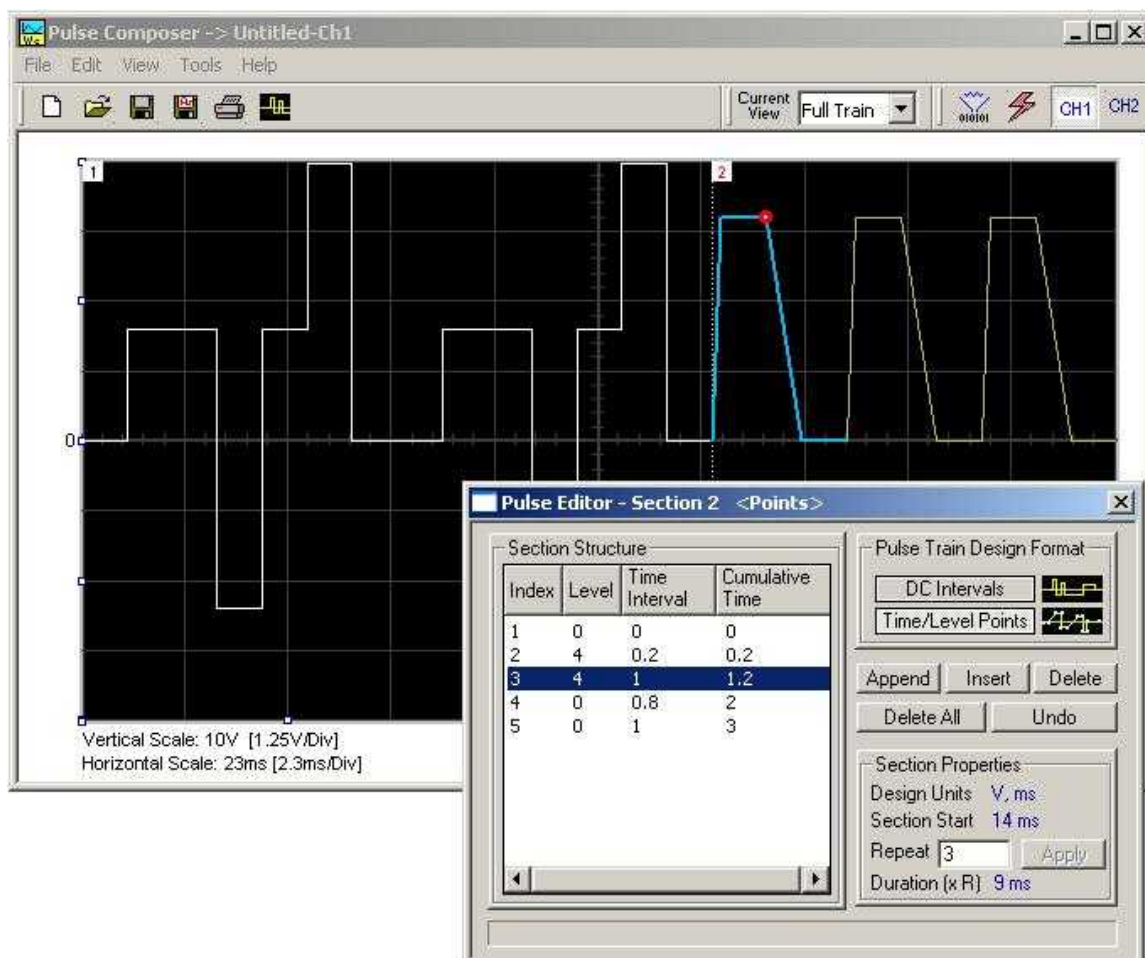 Pulse Composer -> Untitled-Ch1
File Edit View Tools Help
Current View Full Train
CH1 CH2
1
2
0
Vertical Scale: 10V [1.25V/Div]
Horizontal Scale: 23ms [2.3ms/Div]
Pulse Editor - Section 2 <Points>
Section Structure
Index Level Time Interval Cumulative Time
1 0 0 0
2 4 0.2 0.2
3 4 1 1.2
4 0 0.8 2
5 0 1 3
Pulse Train Design Format
DC Intervals
Time/Level Points
Append Insert Delete
Delete All Undo
Section Properties
Design Units V, ms
Section Start 14 ms
Repeat 3 Apply
Duration (x R) 9 ms